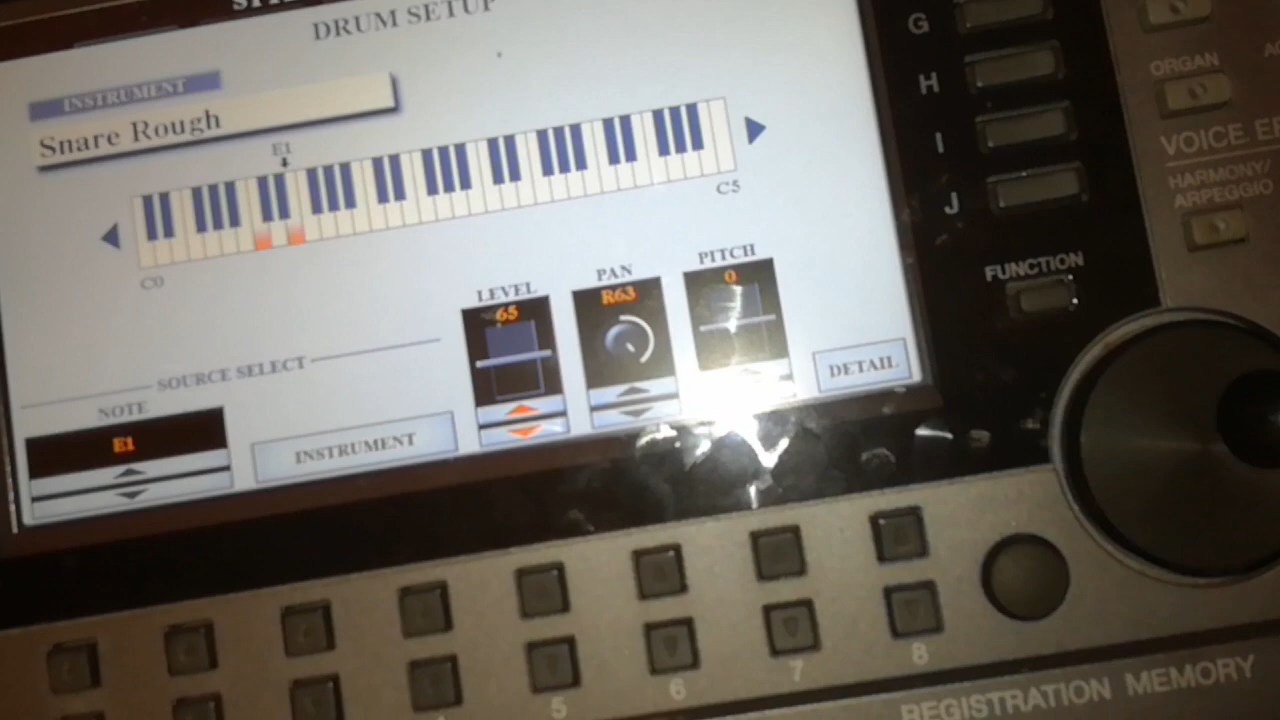 DRUM SETUP
INSTRUMENT
Snare Rough
E1
C5
C0
LEVEL
65
PAN
R63
PITCH
0
SOURCE SELECT
NOTE
E1
INSTRUMENT
DETAIL
G
H
I
J
FUNCTION
ORGAN
HARMONY/
ARPEGGIO
5
6
7
8
REGISTRATION MEMORY